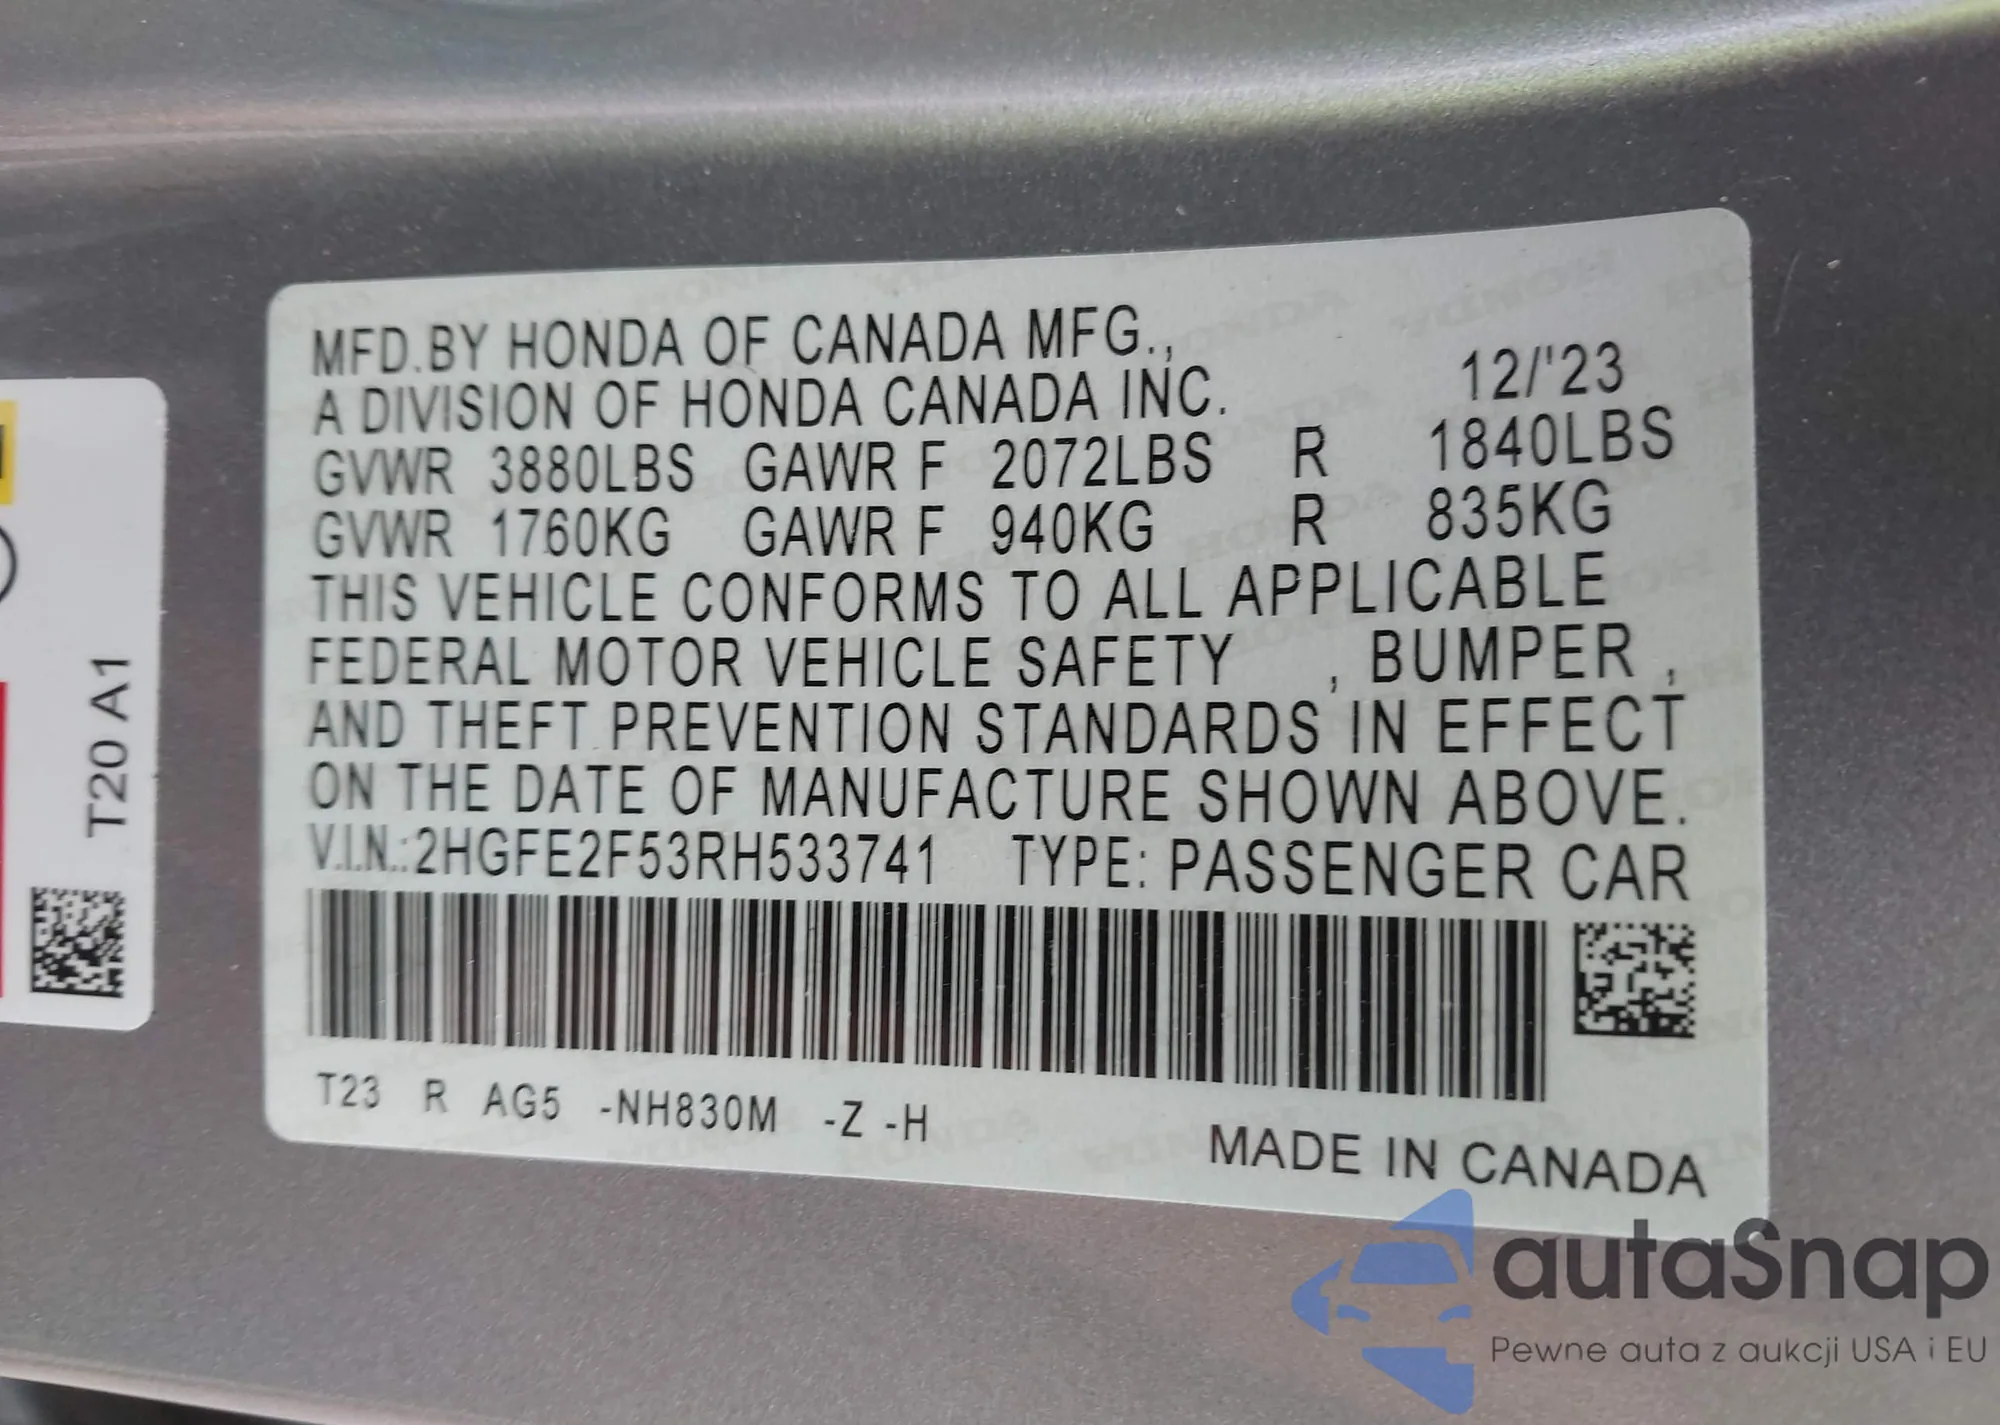 MFD.BY HONDA OF CANADA MFG.,
A DIVISION OF HONDA CANADA INC. 12/'23
GVWR 3880LBS GAWR F 2072LBS R 1840LBS
GVWR 1760KG GAWR F 940KG R 835KG
THIS VEHICLE CONFORMS TO ALL APPLICABLE
FEDERAL MOTOR VEHICLE SAFETY , BUMPER ,
AND THEFT PREVENTION STANDARDS IN EFFECT
ON THE DATE OF MANUFACTURE SHOWN ABOVE.
V.I.N.:2HGFE2F53RH533741 TYPE: PASSENGER CAR
T23 R AG5 -NH830M -Z -H
MADE IN CANADA
T20 A1
autaSnap
Pewne auta z aukcji USA i EU